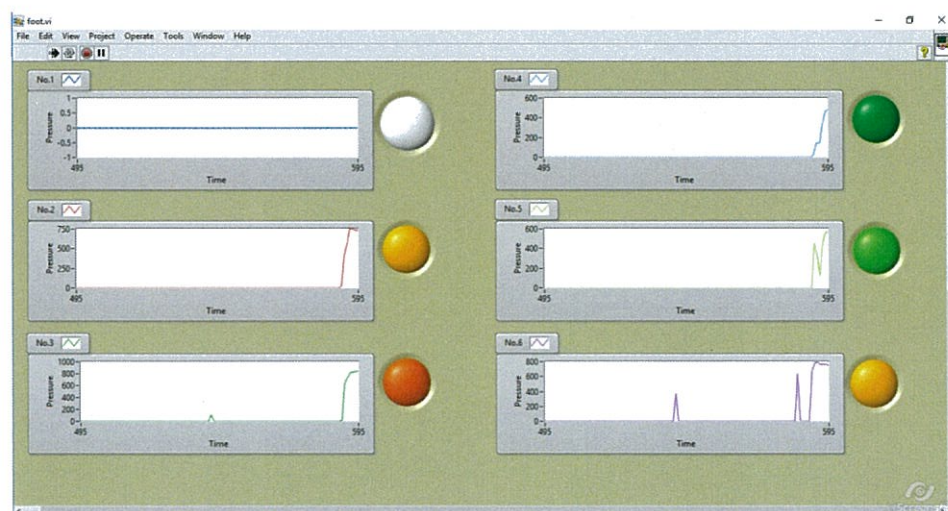 foot.vi
File Edit View Project Operate Tools Window Help
No.1
Pressure
1
0.5
0
-0.5
-1
495
595
Time
No.4
Pressure
600
400
200
0
495
595
Time
No.2
Pressure
750
500
250
0
495
595
Time
No.5
Pressure
600
400
200
0
495
595
Time
No.3
Pressure
1000
800
600
400
200
0
495
595
Time
No.6
Pressure
800
600
400
200
0
495
595
Time